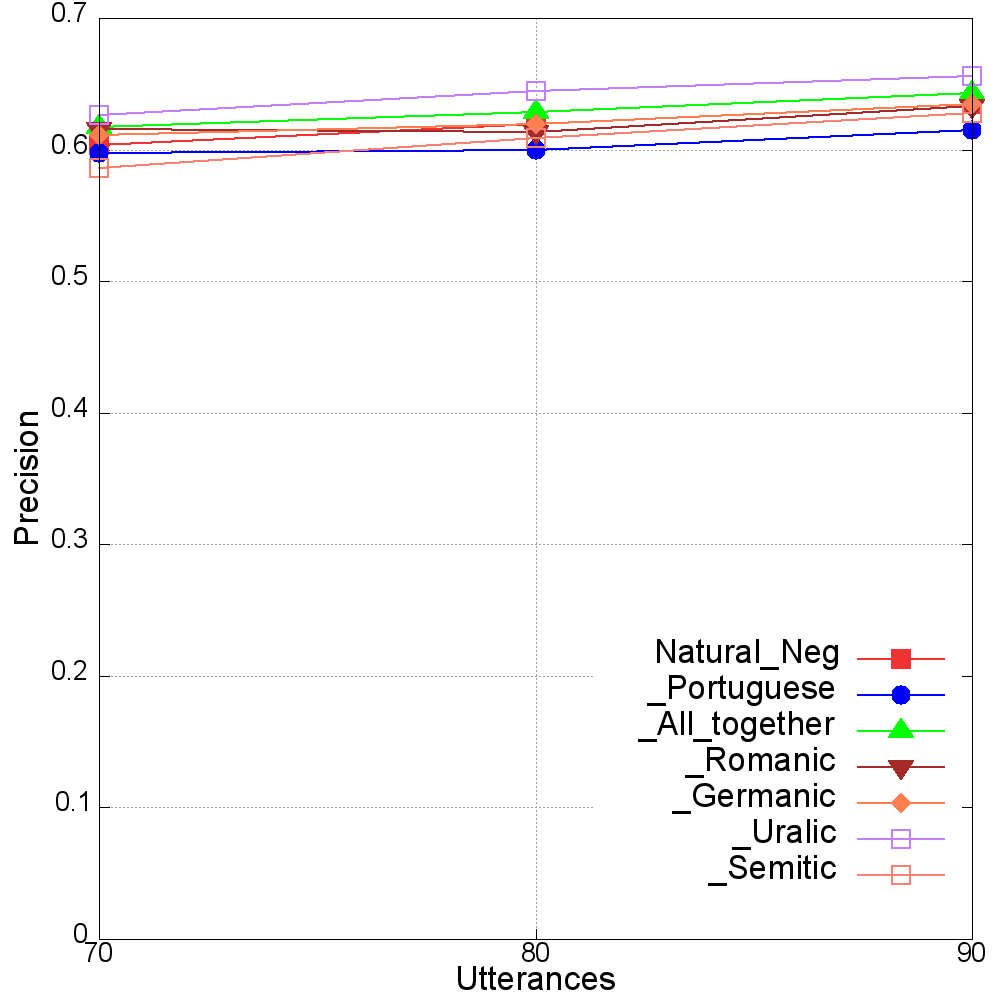 0.7
0.6
0.5
0.4
0.3
0.2
0.1
0
Precision
Natural_Neg
_Portuguese
_All_together
_Romanic
_Germanic
_Uralic
_Semitic
70 80 90
Utterances